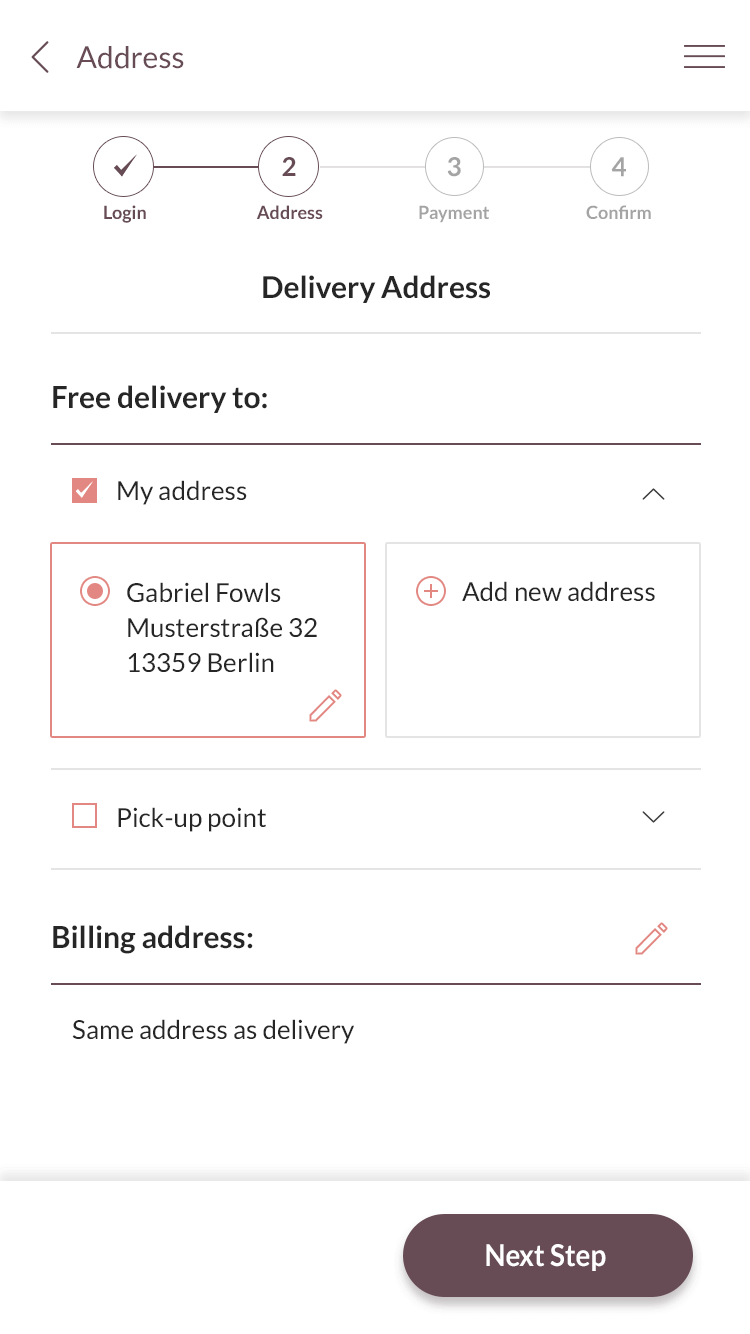 Address
2
3
4
Login
Address
Payment
Confirm
Delivery Address
Free delivery to:
My address
Gabriel Fowls
Musterstraße 32
13359 Berlin
Add new address
Pick-up point
Billing address:
Same address as delivery
Next Step